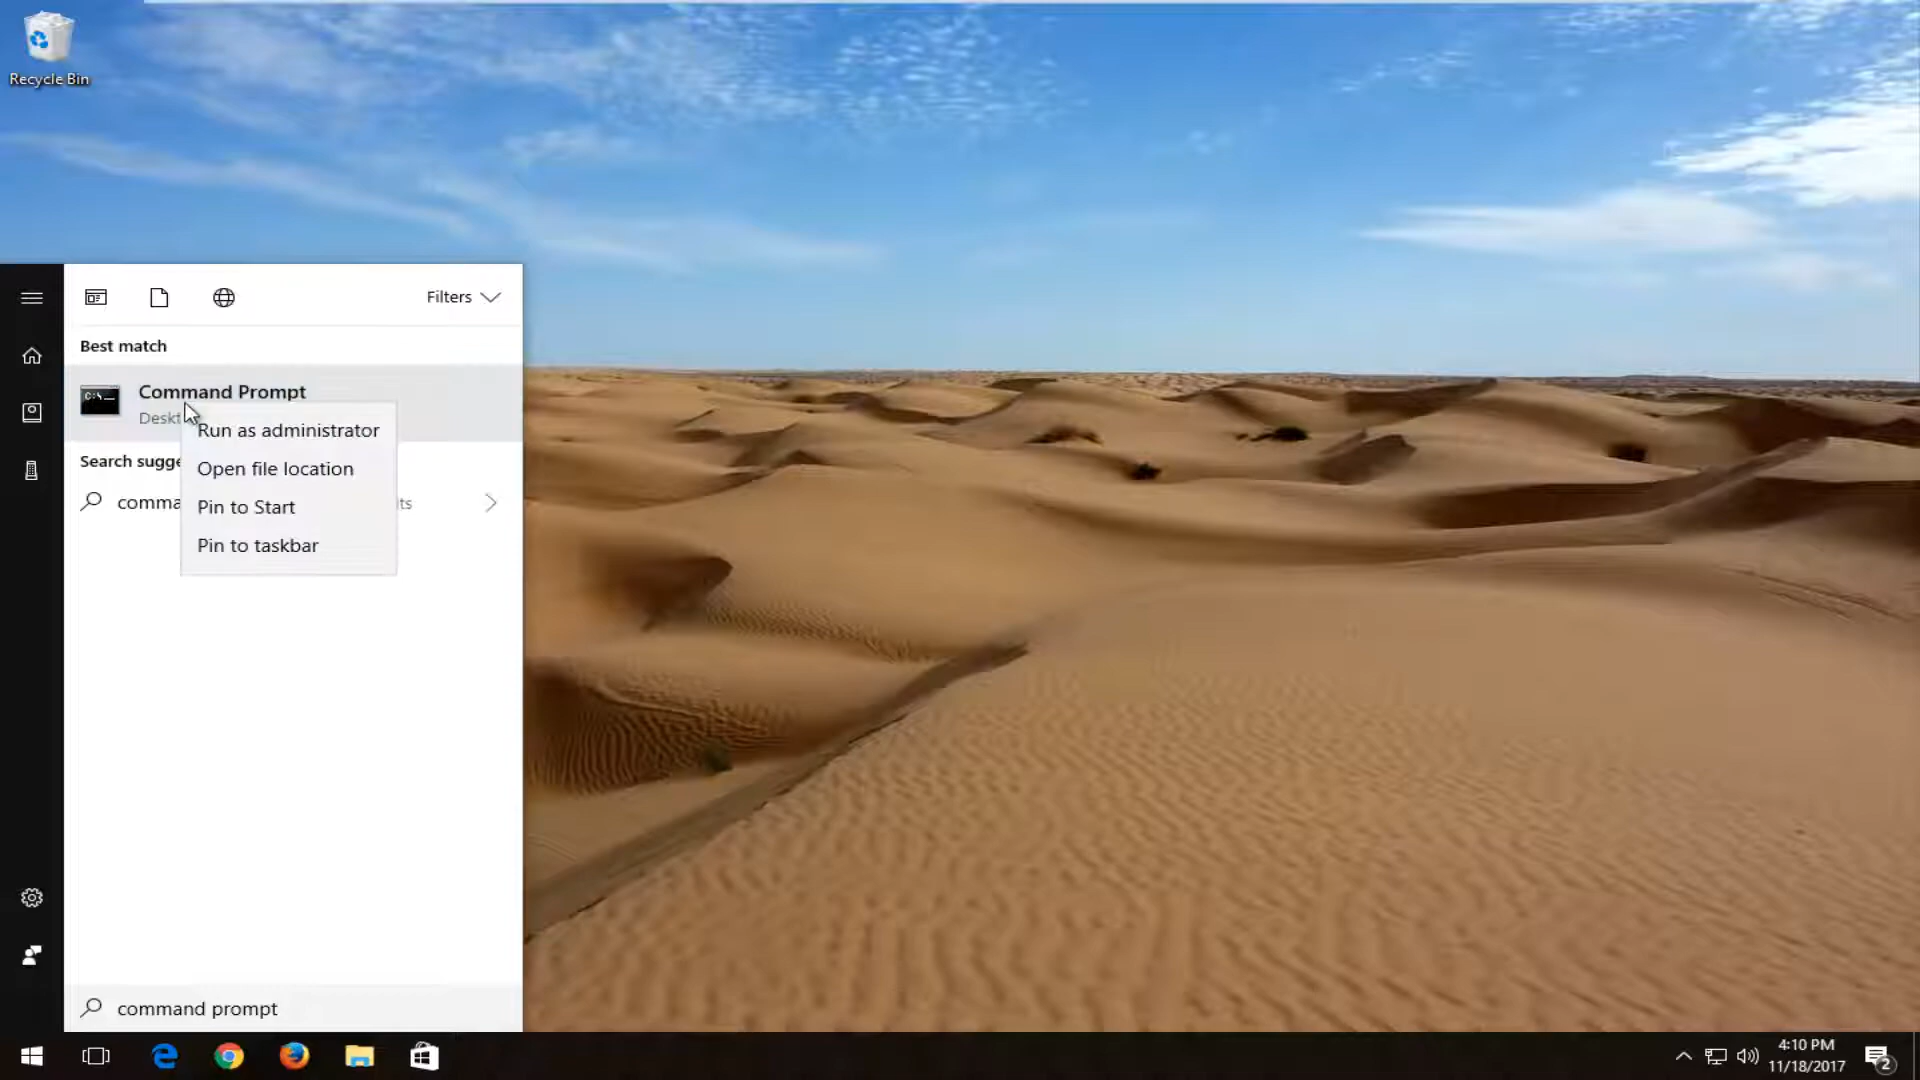 Recycle Bin
Filters
Best match
Command Prompt
Deskt
Run as administrator
Search sugge
Open file location
comma
lts
Pin to Start
Pin to taskbar
command prompt
4:10 PM
11/18/2017
2